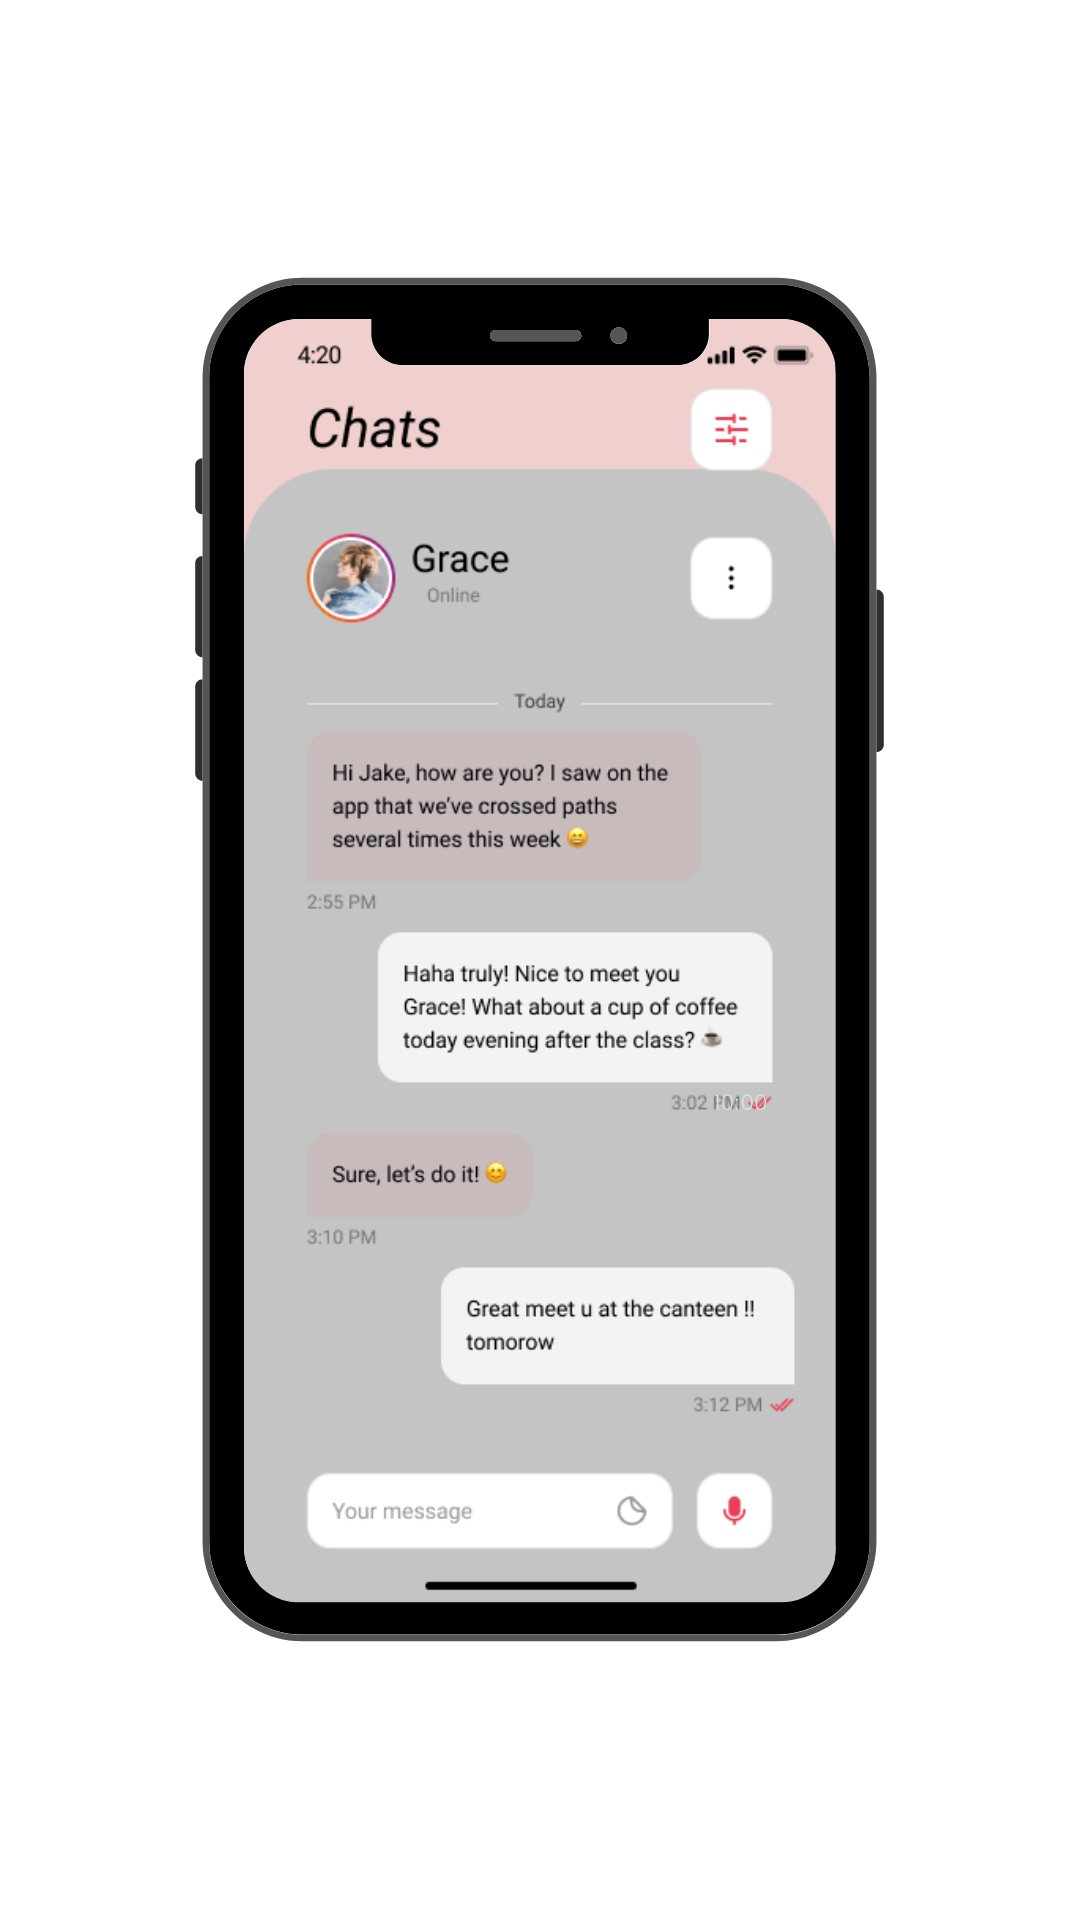 4:20
Chats
Grace
Online
Today
Hi Jake, how are you? I saw on the
app that we've crossed paths
several times this week 😄
2:55 PM
Haha truly! Nice to meet you
Grace! What about a cup of coffee
today evening after the class? ☕
3:02 PM
Sure, let's do it! 😊
3:10 PM
Great meet u at the canteen !!
tomorow
3:12 PM
Your message